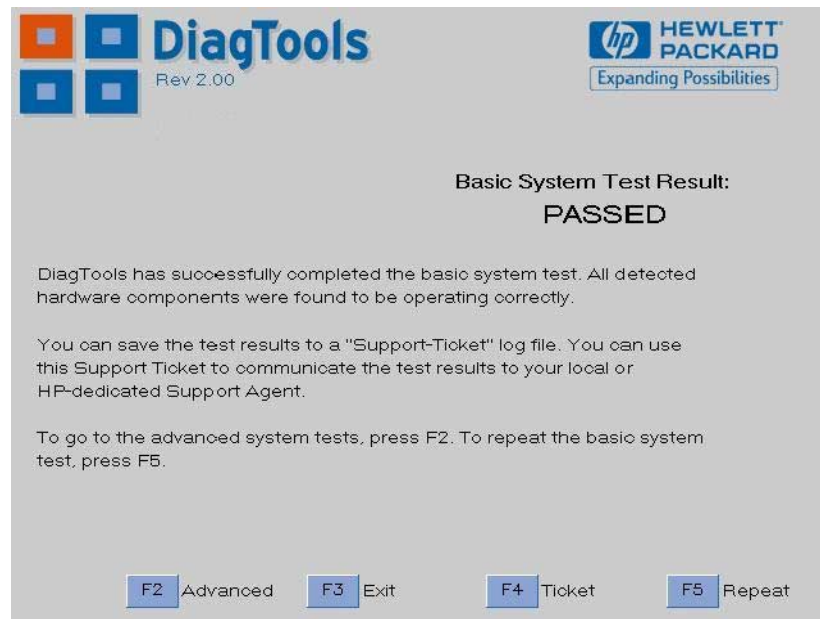 DiagTools
Rev 2.00
hp HEWLETT
PACKARD
Expanding Possibilities
Basic System Test Result:
PASSED
DiagTools has successfully completed the basic system test. All detected
hardware components were found to be operating correctly.
You can save the test results to a "Support-Ticket" log file. You can use
this Support Ticket to communicate the test results to your local or
HP-dedicated Support Agent.
To go to the advanced system tests, press F2. To repeat the basic system
test, press F5.
F2 Advanced F3 Exit F4 Ticket F5 Repeat